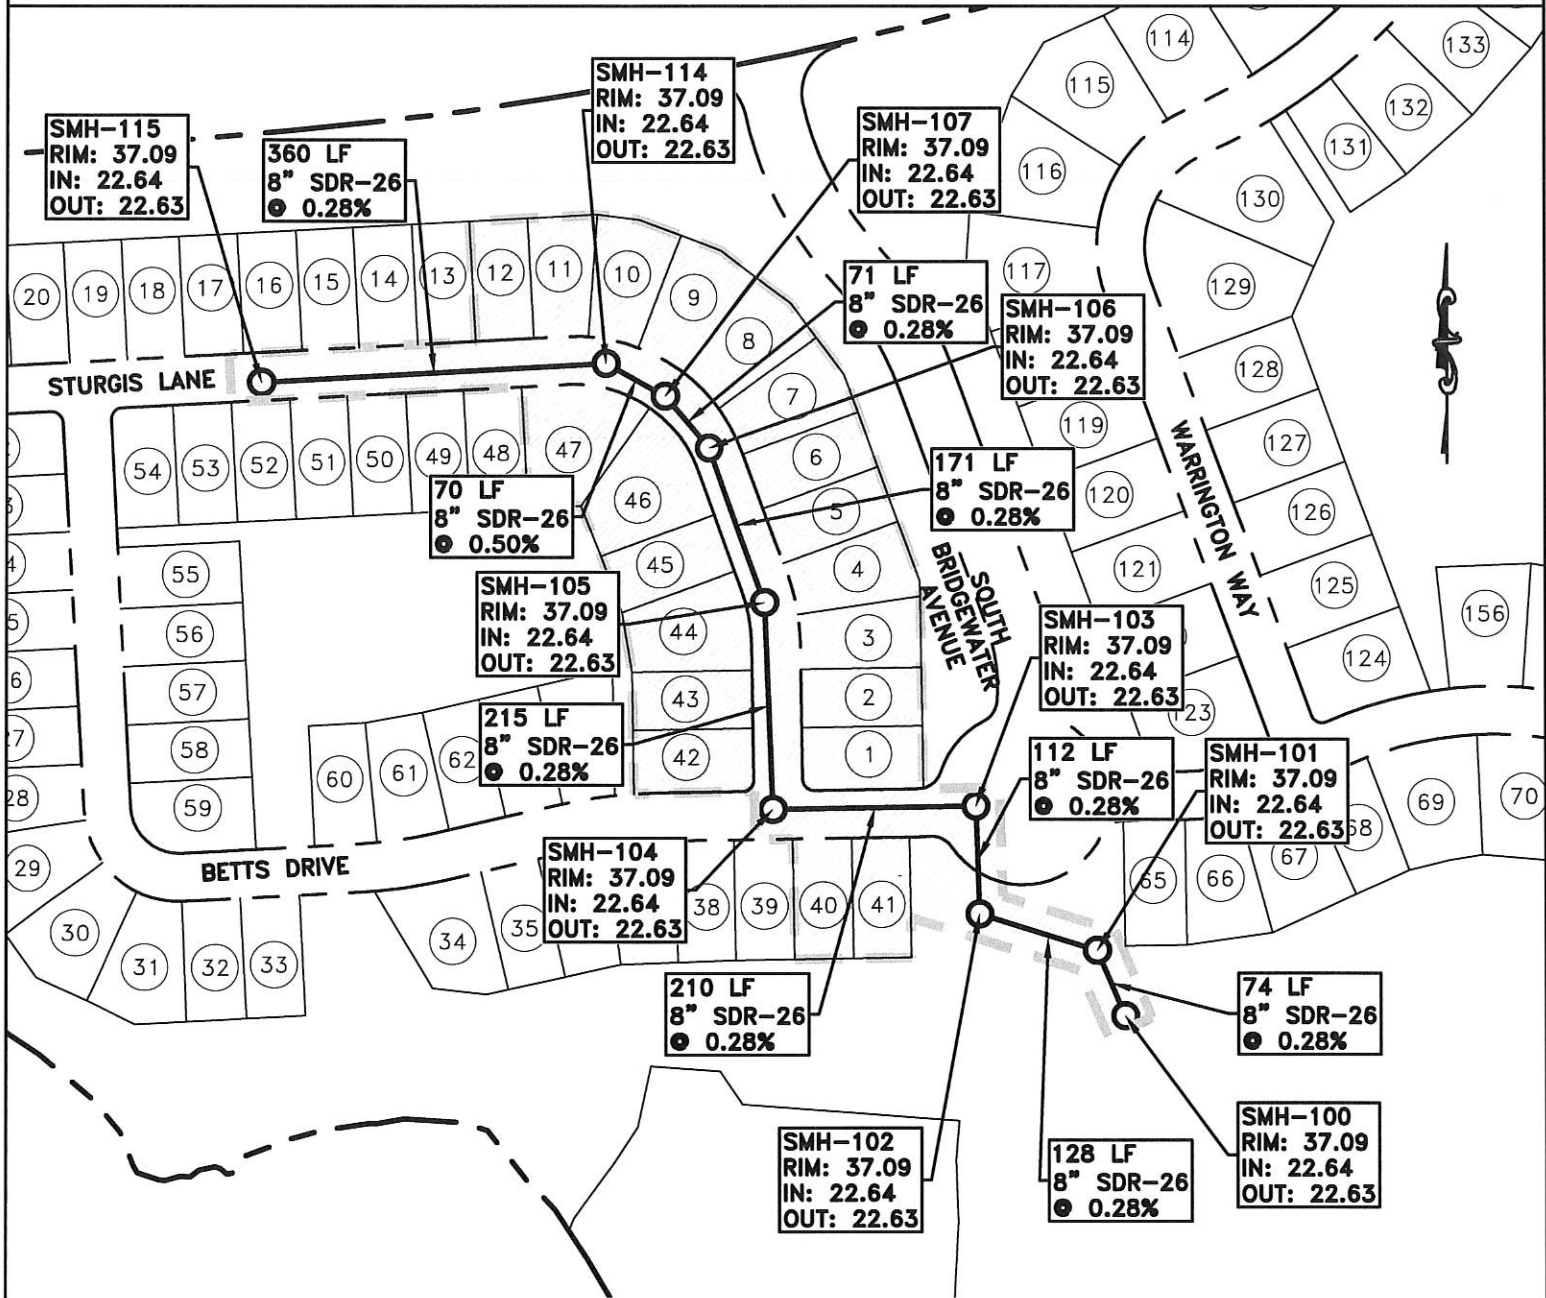 SMH-114
RIM: 37.09
IN: 22.64
OUT: 22.63
SMH-115
RIM: 37.09
IN: 22.64
OUT: 22.63
360 LF
8" SDR-26
@ 0.28%
SMH-107
RIM: 37.09
IN: 22.64
OUT: 22.63
71 LF
8" SDR-26
@ 0.28%
SMH-106
RIM: 37.09
IN: 22.64
OUT: 22.63
114
115
116
117
133
132
131
130
129
128
127
126
125
124
119
120
121
123
156
20
19
18
17
16
15
14
13
12
11
10
9
8
7
6
5
4
3
2
1
STURGIS LANE
54
53
52
51
50
49
48
47
46
45
44
43
42
70 LF
8" SDR-26
@ 0.50%
171 LF
8" SDR-26
@ 0.28%
WARRINGTON WAY
SOUTH
BRIDGEWATER
AVENUE
SMH-105
RIM: 37.09
IN: 22.64
OUT: 22.63
SMH-103
RIM: 37.09
IN: 22.64
OUT: 22.63
55
56
57
58
59
60
61
62
215 LF
8" SDR-26
@ 0.28%
112 LF
8" SDR-26
@ 0.28%
SMH-101
RIM: 37.09
IN: 22.64
OUT: 22.63
65
66
67
68
69
70
28
29
30
31
32
33
34
35
38
39
40
41
BETTS DRIVE
SMH-104
RIM: 37.09
IN: 22.64
OUT: 22.63
210 LF
8" SDR-26
@ 0.28%
74 LF
8" SDR-26
@ 0.28%
SMH-102
RIM: 37.09
IN: 22.64
OUT: 22.63
128 LF
8" SDR-26
@ 0.28%
SMH-100
RIM: 37.09
IN: 22.64
OUT: 22.63